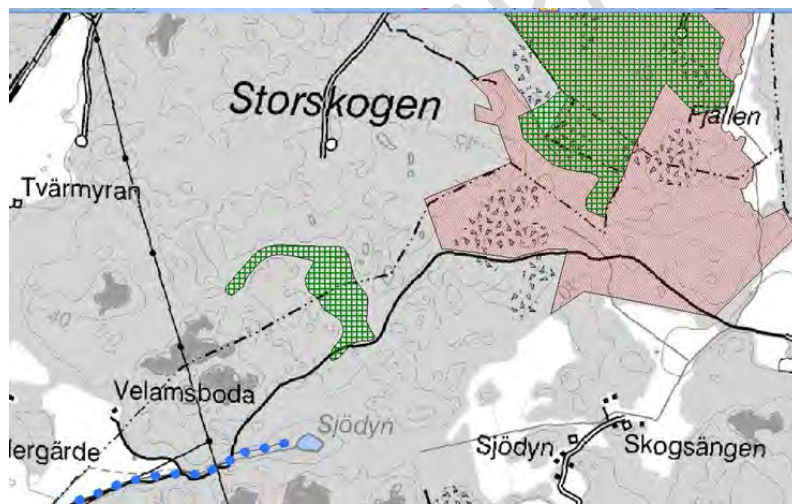 Storskogen
Fjällen
Tvärmyran
40
Velamsboda
Sjödyn
lergärde
Sjödyn
Skogsängen